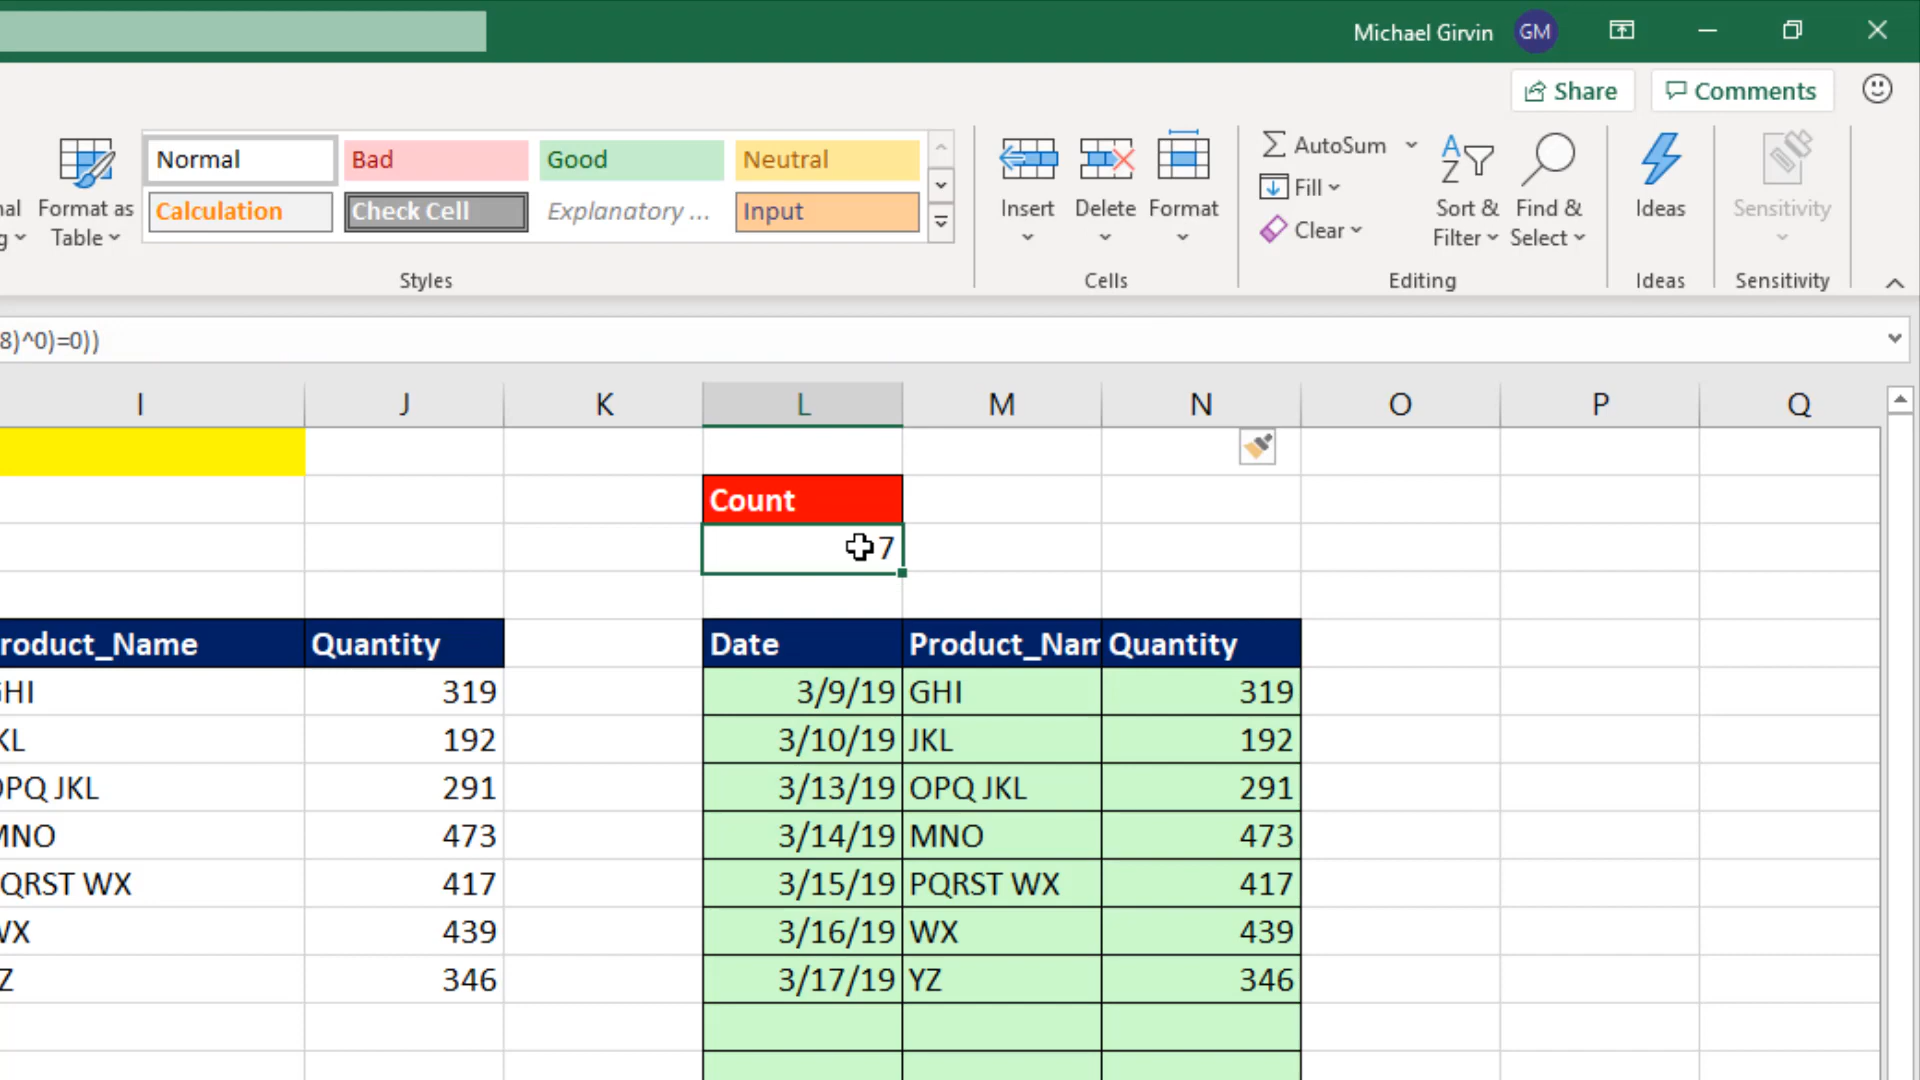 Michael Girvin GM
Share Comments
Normal Bad Good Neutral
Calculation Check Cell Explanatory ... Input
Format as
Table
Insert Delete Format
AutoSum
Fill
Clear
Sort &
Filter
Find &
Select
Ideas
Sensitivity
Styles Cells Editing Ideas Sensitivity
8)^0)=0))
I J K L M N O P Q
Count
7
roduct_Name Quantity Date Product_Nam Quantity
GHI 319 3/9/19 GHI 319
KL 192 3/10/19 JKL 192
OPQ JKL 291 3/13/19 OPQ JKL 291
MNO 473 3/14/19 MNO 473
QRST WX 417 3/15/19 PQRST WX 417
WX 439 3/16/19 WX 439
Z 346 3/17/19 YZ 346